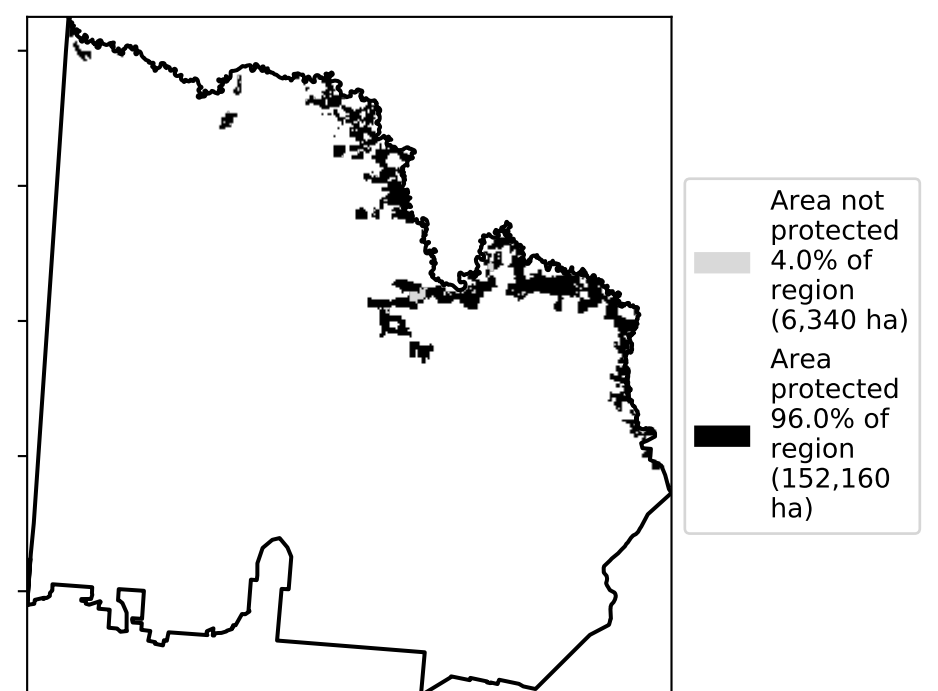 Area not
protected
4.0% of
region
(6,340 ha)
Area
protected
96.0% of
region
(152,160
ha)